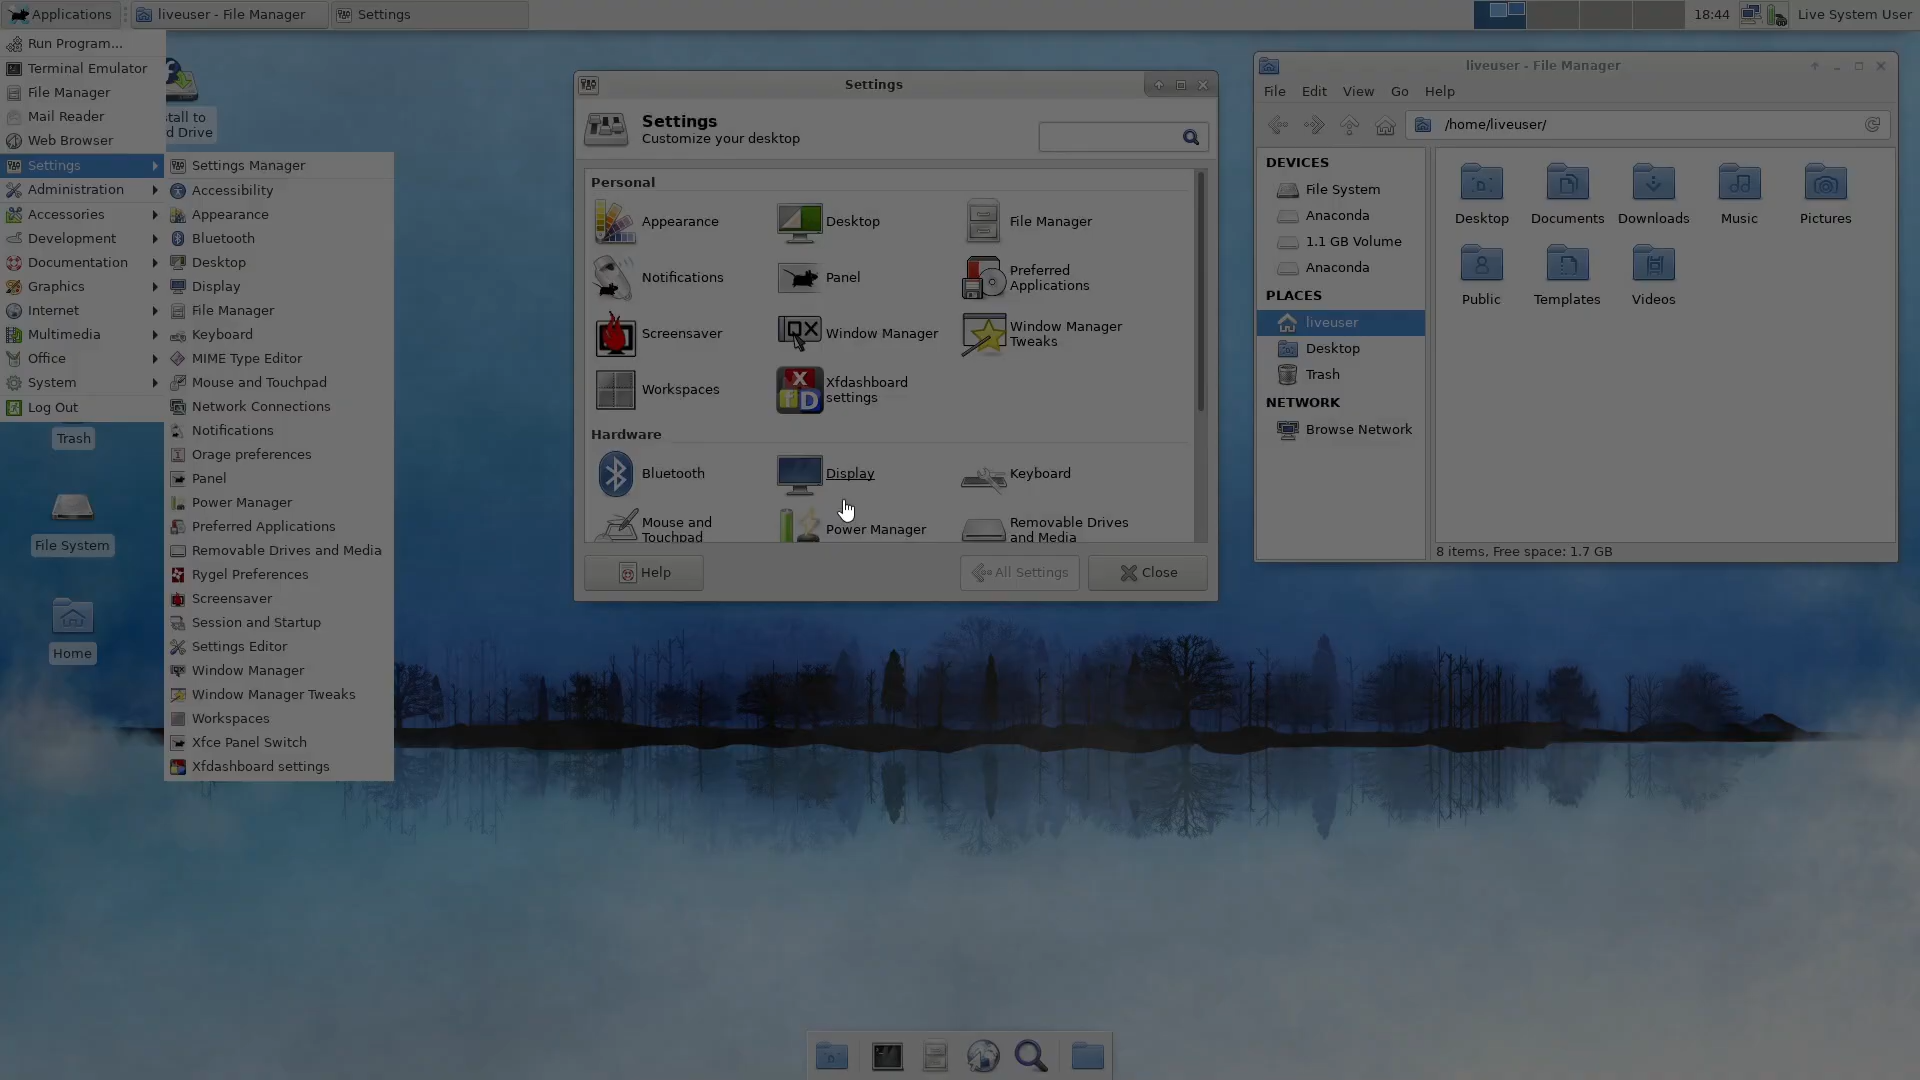 Applications
liveuser - File Manager
Settings
18:44
Live System User
Run Program...
Terminal Emulator
File Manager
Mail Reader
Web Browser
Settings
Administration
Accessories
Development
Documentation
Graphics
Internet
Multimedia
Office
System
Log Out
Settings Manager
Accessibility
Appearance
Bluetooth
Desktop
Display
File Manager
Keyboard
MIME Type Editor
Mouse and Touchpad
Network Connections
Notifications
Orage preferences
Panel
Power Manager
Preferred Applications
Removable Drives and Media
Rygel Preferences
Screensaver
Session and Startup
Settings Editor
Window Manager
Window Manager Tweaks
Workspaces
Xfce Panel Switch
Xfdashboard settings
stall to
d Drive
Trash
File System
Home
Settings
Settings
Customize your desktop
Personal
Appearance
Desktop
File Manager
Notifications
Panel
Preferred
Applications
Screensaver
Window Manager
Window Manager
Tweaks
Workspaces
Xfdashboard
settings
Hardware
Bluetooth
Display
Keyboard
Mouse and
Touchpad
Power Manager
Removable Drives
and Media
Help
All Settings
Close
liveuser - File Manager
File Edit View Go Help
/home/liveuser/
DEVICES
File System
Anaconda
1.1 GB Volume
Anaconda
PLACES
liveuser
Desktop
Trash
NETWORK
Browse Network
Desktop
Documents
Downloads
Music
Pictures
Public
Templates
Videos
8 items, Free space: 1.7 GB